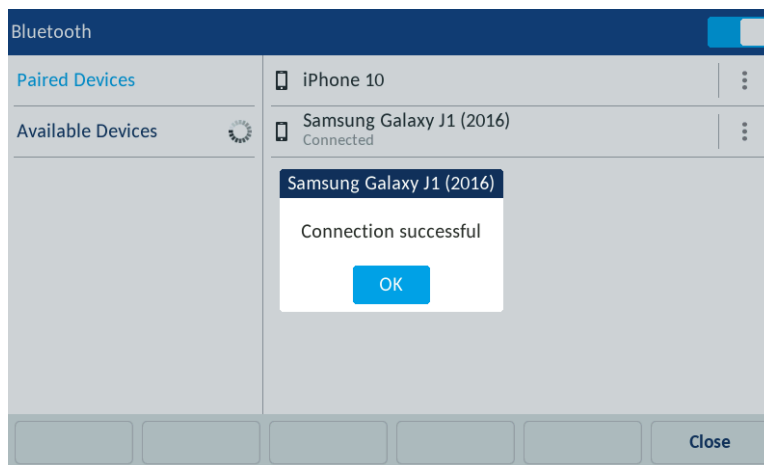 Bluetooth
Paired Devices
Available Devices
iPhone 10
Samsung Galaxy J1 (2016)
Connected
Samsung Galaxy J1 (2016)
Connection successful
OK
Close